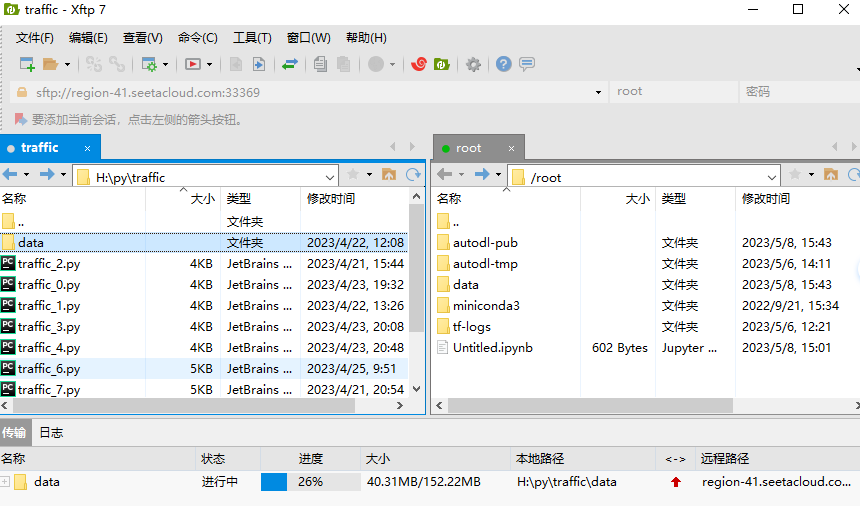 traffic - Xftp 7
文件(F) 编辑(E) 查看(V) 命令(C) 工具(T) 窗口(W) 帮助(H)
sftp://region-41.seetacloud.com:33369 root 密码
要添加当前会话，点击左侧的箭头按钮。
traffic × root ×
H:\py\traffic /root
名称 大小 类型 修改时间 名称 大小 类型 修改时间
.. 文件夹 ..
data 文件夹 2023/4/22, 12:08 autodl-pub 文件夹 2023/5/8, 15:43
traffic_2.py 4KB JetBrains ... 2023/4/21, 15:44 autodl-tmp 文件夹 2023/5/6, 14:11
traffic_0.py 4KB JetBrains ... 2023/4/23, 19:32 data 文件夹 2023/5/8, 15:43
traffic_1.py 4KB JetBrains ... 2023/4/22, 13:26 miniconda3 文件夹 2022/9/21, 15:34
traffic_3.py 4KB JetBrains ... 2023/4/23, 20:08 tf-logs 文件夹 2023/5/6, 12:21
traffic_4.py 4KB JetBrains ... 2023/4/23, 20:48 Untitled.ipynb 602 Bytes Jupyter ... 2023/5/8, 15:01
traffic_6.py 5KB JetBrains ... 2023/4/25, 9:51
traffic_7.py 5KB JetBrains ... 2023/4/21, 20:54
传输 日志
名称 状态 进度 大小 本地路径 <-> 远程路径
data 进行中 26% 40.31MB/152.22MB H:\py\traffic\data region-41.seetacloud.co...